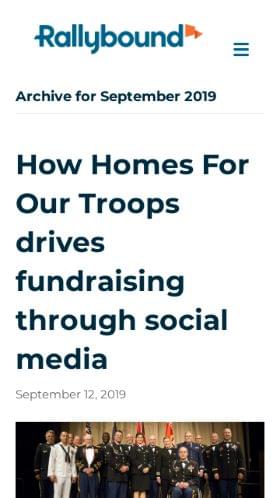 Rallybound
Archive for September 2019
How Homes For
Our Troops
drives
fundraising
through social
media
September 12, 2019